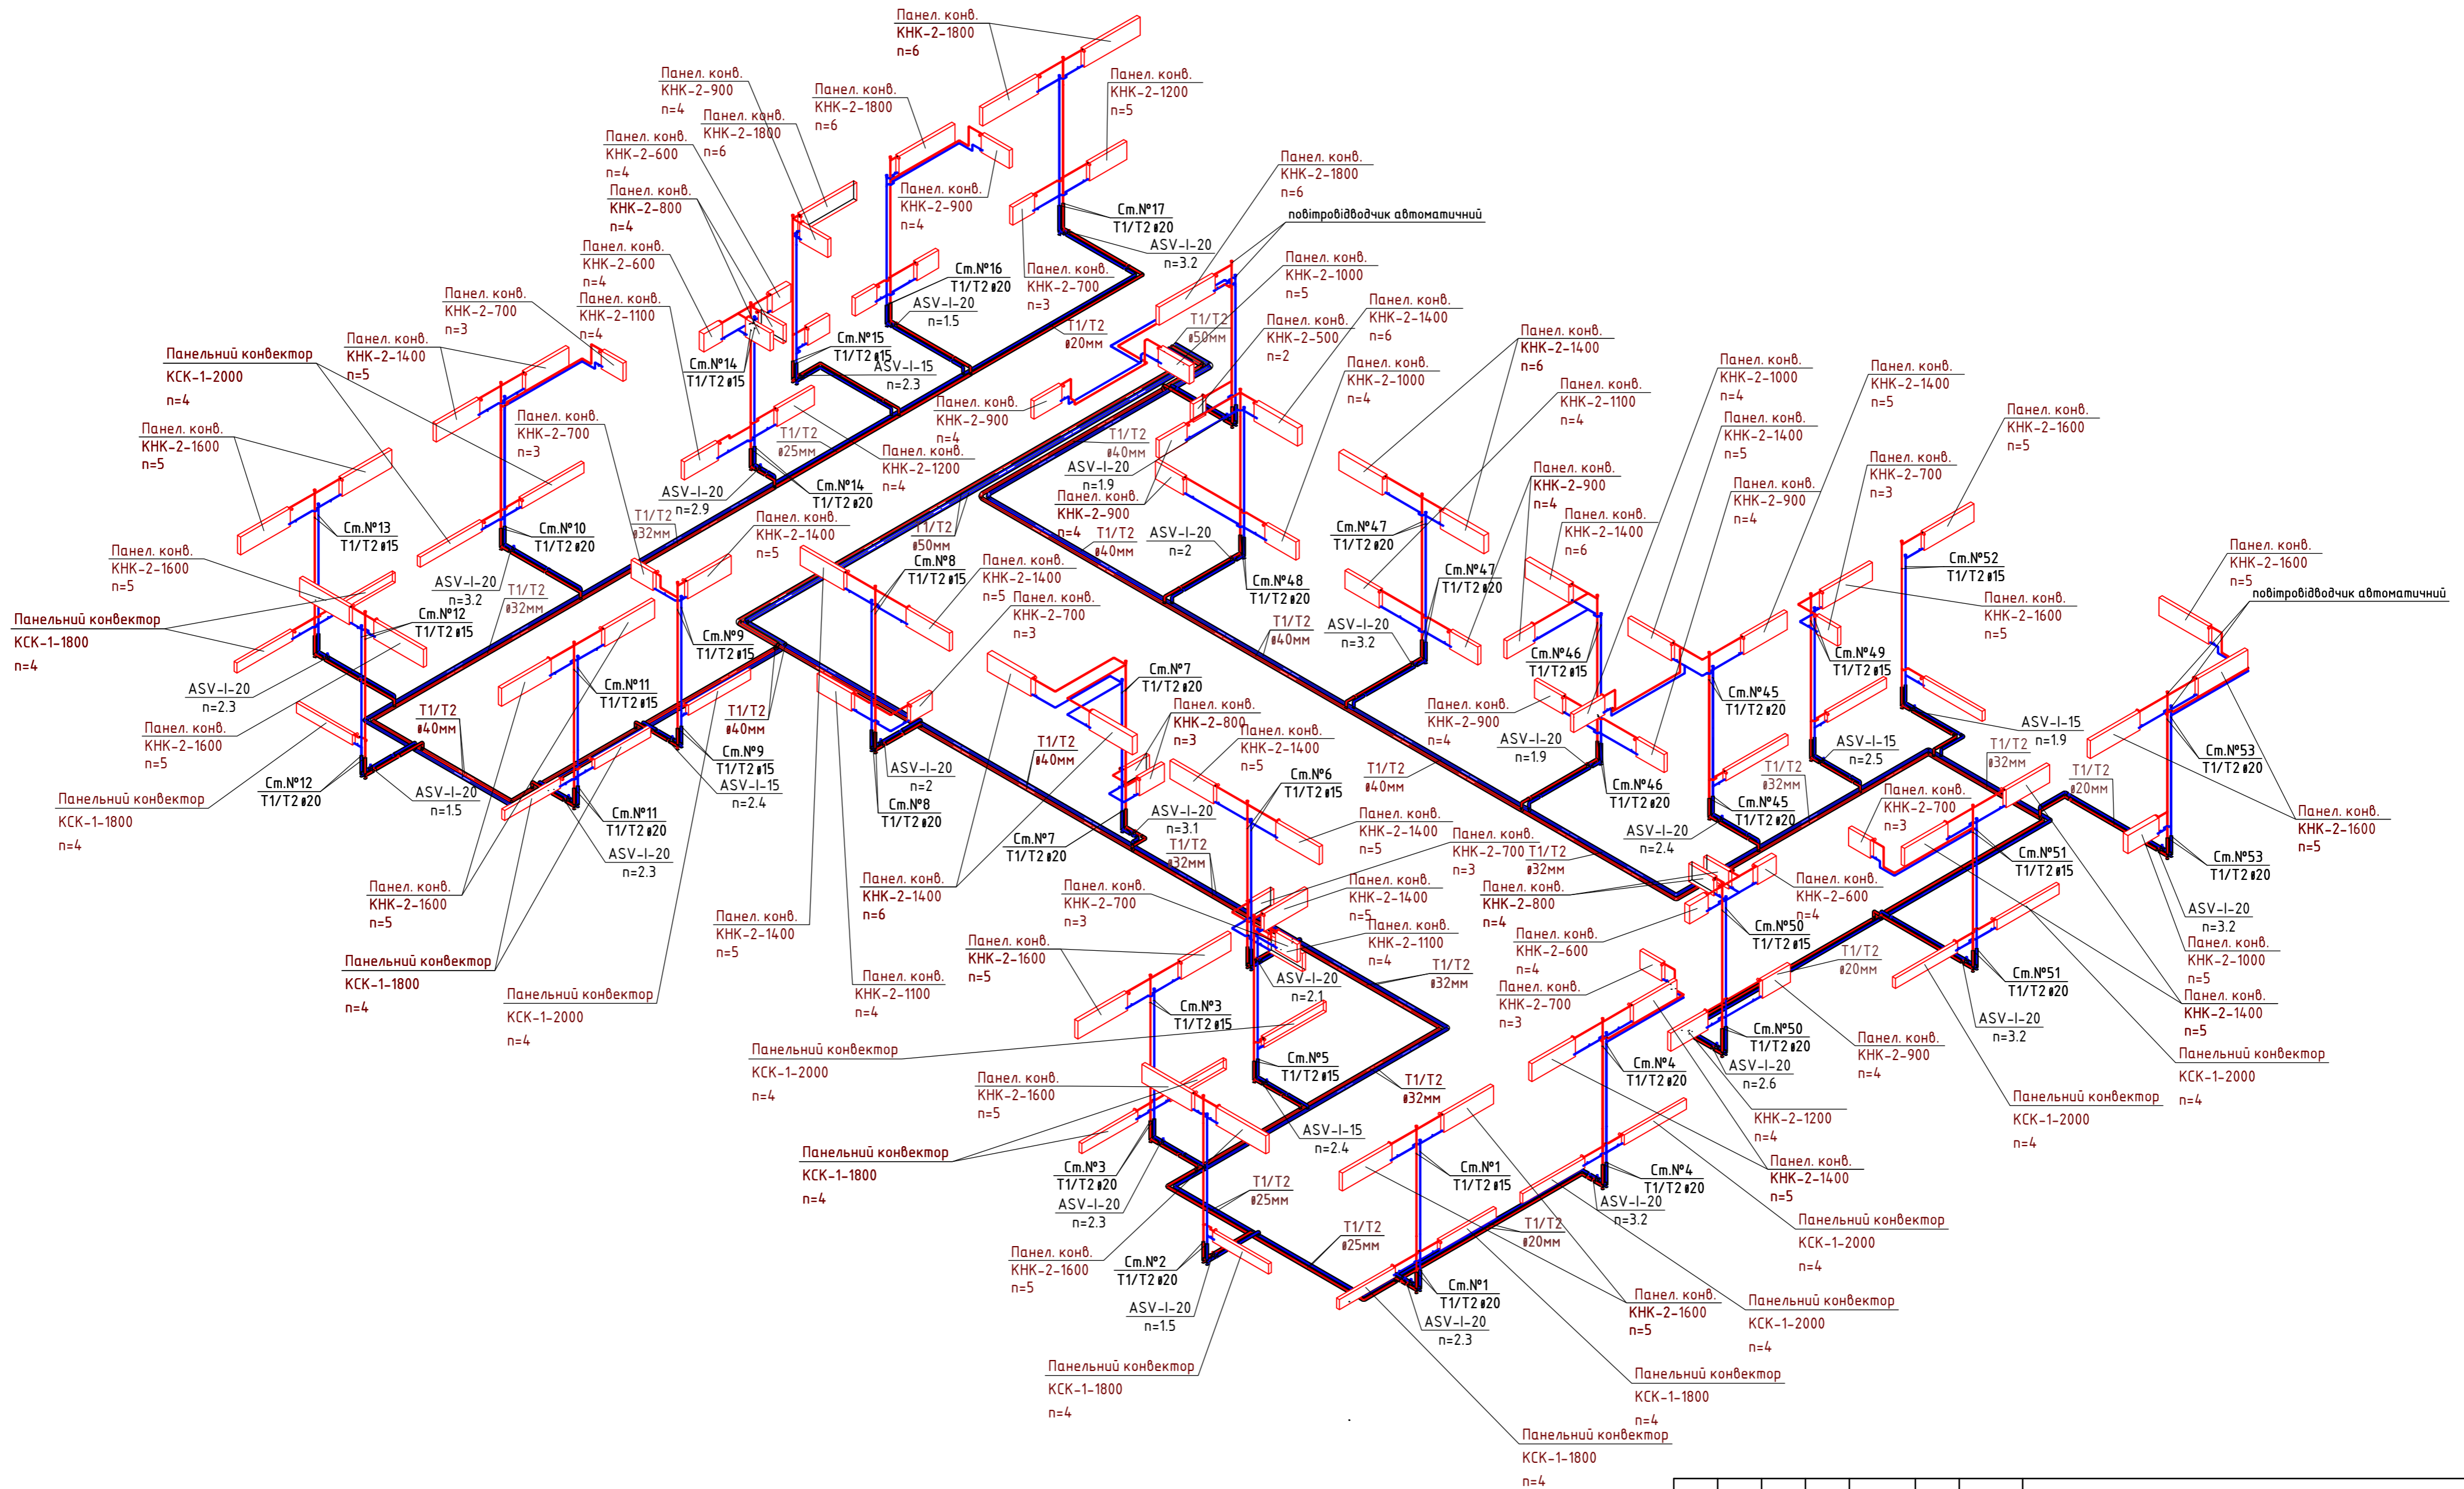 Панел. конв.
КНК-2-1800
n=6
Панел. конв.
КНК-2-900
n=4
Панел. конв.
КНК-2-1800
n=6
Панел. конв.
КНК-2-1200
n=5
Панел. конв.
КНК-2-1800
n=6
Панел. конв.
КНК-2-600
n=4
Панел. конв.
КНК-2-800
n=4
Панел. конв.
КНК-2-600
n=4
Панел. конв.
КНК-2-1100
n=4
Панел. конв.
КНК-2-900
n=4
Панел. конв.
КНК-2-1800
n=6
повітровідводчик автоматичний
Ст.№17
Т1/Т2 ø20
ASV-I-20
n=3.2
Панел. конв.
КНК-2-700
n=3
Ст.№16
Т1/Т2 ø20
ASV-I-20
n=1.5
Панел. конв.
КНК-2-1000
n=5
Панел. конв.
КНК-2-1400
n=6
Панел. конв.
КНК-2-500
n=2
Т1/Т2
ø50мм
Т1/Т2
ø20мм
Панел. конв.
КНК-2-700
n=3
Панел. конв.
КНК-2-1400
n=5
Панельний конвектор
КСК-1-2000
n=4
Ст.№15
Т1/Т2 ø15
ASV-I-15
n=2.3
Ст.№14
Т1/Т2 ø15
Панел. конв.
КНК-2-1000
n=4
Панел. конв.
КНК-2-1400
n=6
Панел. конв.
КНК-2-1100
n=4
Панел. конв.
КНК-2-1000
n=4
Панел. конв.
КНК-2-1400
n=5
Панел. конв.
КНК-2-1600
n=5
Панел. конв.
КНК-2-1400
n=5
Панел. конв.
КНК-2-900
n=4
Панел. конв.
КНК-2-700
n=3
Панел. конв.
КНК-2-1600
n=5
Т1/Т2
ø25мм
Панел. конв.
КНК-2-1200
n=4
Т1/Т2
ø40мм
ASV-I-20
n=1.9
Панел. конв.
КНК-2-900
n=4
Панел. конв.
КНК-2-900
n=4
Панел. конв.
КНК-2-1400
n=6
Панел. конв.
КНК-2-700
n=3
Панел. конв.
КНК-2-900
n=4
ASV-I-20
n=2.9
Ст.№14
Т1/Т2 ø20
Ст.№13
Т1/Т2 ø15
Ст.№10
Т1/Т2 ø20
Т1/Т2
ø32мм
Панел. конв.
КНК-2-1400
n=5
Т1/Т2
ø50мм
Т1/Т2
ø40мм
ASV-I-20
n=2
Ст.№47
Т1/Т2 ø20
Ст.№52
Т1/Т2 ø15
Панел. конв.
КНК-2-1600
n=5
повітровідводчик автоматичний
Панел. конв.
КНК-2-1600
n=5
ASV-I-20
n=3.2
Т1/Т2
ø32мм
Ст.№8
Т1/Т2 ø15
Панел. конв.
КНК-2-1400
n=5
Панел. конв.
КНК-2-700
n=3
Ст.№48
Т1/Т2 ø20
Ст.№47
Т1/Т2 ø20
Панел. конв.
КНК-2-1600
n=5
Панельний конвектор
КСК-1-1800
n=4
Ст.№12
Т1/Т2 ø15
Ст.№9
Т1/Т2 ø15
Т1/Т2
ø40мм
ASV-I-20
n=3.2
Ст.№46
Т1/Т2 ø15
Ст.№49
Т1/Т2 ø15
ASV-I-20
n=2.3
Ст.№11
Т1/Т2 ø15
Ст.№7
Т1/Т2 ø20
Ст.№45
Т1/Т2 ø20
Панел. конв.
КНК-2-1600
n=5
Т1/Т2
ø40мм
Т1/Т2
ø40мм
Панел. конв.
КНК-2-800
n=3
Панел. конв.
КНК-2-1400
n=5
Панел. конв.
КНК-2-900
n=4
ASV-I-20
n=1.9
ASV-I-15
n=2.5
ASV-I-15
n=1.9
Ст.№53
Т1/Т2 ø15
Ст.№9
Т1/Т2 ø15
ASV-I-15
n=2.4
ASV-I-20
n=2
Т1/Т2
ø40мм
Ст.№6
Т1/Т2 ø15
Т1/Т2
ø40мм
Ст.№46
Т1/Т2 ø20
Т1/Т2
ø32мм
Т1/Т2
ø32мм
Т1/Т2
ø20мм
Ст.№12
Т1/Т2 ø20
ASV-I-20
n=1.5
Панельний конвектор
КСК-1-1800
n=4
Ст.№11
Т1/Т2 ø20
Ст.№8
Т1/Т2 ø20
Ст.№7
Т1/Т2 ø20
ASV-I-20
n=3.1
Т1/Т2
ø32мм
Панел. конв.
КНК-2-1400
n=5
Панел. конв.
КНК-2-700
n=3
Ст.№45
Т1/Т2 ø20
ASV-I-20
n=2.4
Панел. конв.
КНК-2-700
n=3
Панел. конв.
КНК-2-1600
n=5
ASV-I-20
n=2.3
Т1/Т2
ø32мм
Ст.№51
Т1/Т2 ø15
Ст.№53
Т1/Т2 ø20
Панел. конв.
КНК-2-1600
n=5
Панел. конв.
КНК-2-1400
n=6
Панел. конв.
КНК-2-700
n=3
Панел. конв.
КНК-2-1400
n=5
Панел. конв.
КНК-2-800
n=4
Панел. конв.
КНК-2-600
n=4
Панел. конв.
КНК-2-1400
n=5
Панел. конв.
КНК-2-1600
n=5
Панел. конв.
КНК-2-1100
n=4
Панел. конв.
КНК-2-600
n=4
Ст.№50
Т1/Т2 ø15
ASV-I-20
n=3.2
Панел. конв.
КНК-2-1000
n=5
Панельний конвектор
КСК-1-1800
n=4
Панельний конвектор
КСК-1-2000
n=4
Панел. конв.
КНК-2-1100
n=4
ASV-I-20
n=2.1
Т1/Т2
ø32мм
Панел. конв.
КНК-2-700
n=3
Т1/Т2
ø20мм
Ст.№51
Т1/Т2 ø20
Ст.№3
Т1/Т2 ø15
ASV-I-20
n=3.2
Панел. конв.
КНК-2-1400
n=5
Панельний конвектор
КСК-1-2000
n=4
Панел. конв.
КНК-2-1600
n=5
Ст.№5
Т1/Т2 ø15
Т1/Т2
ø32мм
Ст.№4
Т1/Т2 ø20
Ст.№50
Т1/Т2 ø20
ASV-I-20
n=2.6
Панел. конв.
КНК-2-900
n=4
Панельний конвектор
КСК-1-2000
n=4
Панельний конвектор
КСК-1-2000
n=4
КНК-2-1200
n=4
ASV-I-15
n=2.4
Панельний конвектор
КСК-1-1800
n=4
Ст.№3
Т1/Т2 ø20
ASV-I-20
n=2.3
Т1/Т2
ø25мм
Ст.№1
Т1/Т2 ø15
Ст.№4
Т1/Т2 ø20
ASV-I-20
n=3.2
Панел. конв.
КНК-2-1400
n=5
Панел. конв.
КНК-2-1600
n=5
Ст.№2
Т1/Т2 ø20
Т1/Т2
ø25мм
Т1/Т2
ø20мм
Панельний конвектор
КСК-1-2000
n=4
ASV-I-20
n=1.5
Ст.№1
Т1/Т2 ø20
ASV-I-20
n=2.3
Панел. конв.
КНК-2-1600
n=5
Панельний конвектор
КСК-1-2000
n=4
Панельний конвектор
КСК-1-1800
n=4
Панельний конвектор
КСК-1-1800
n=4
Панельний конвектор
КСК-1-1800
n=4